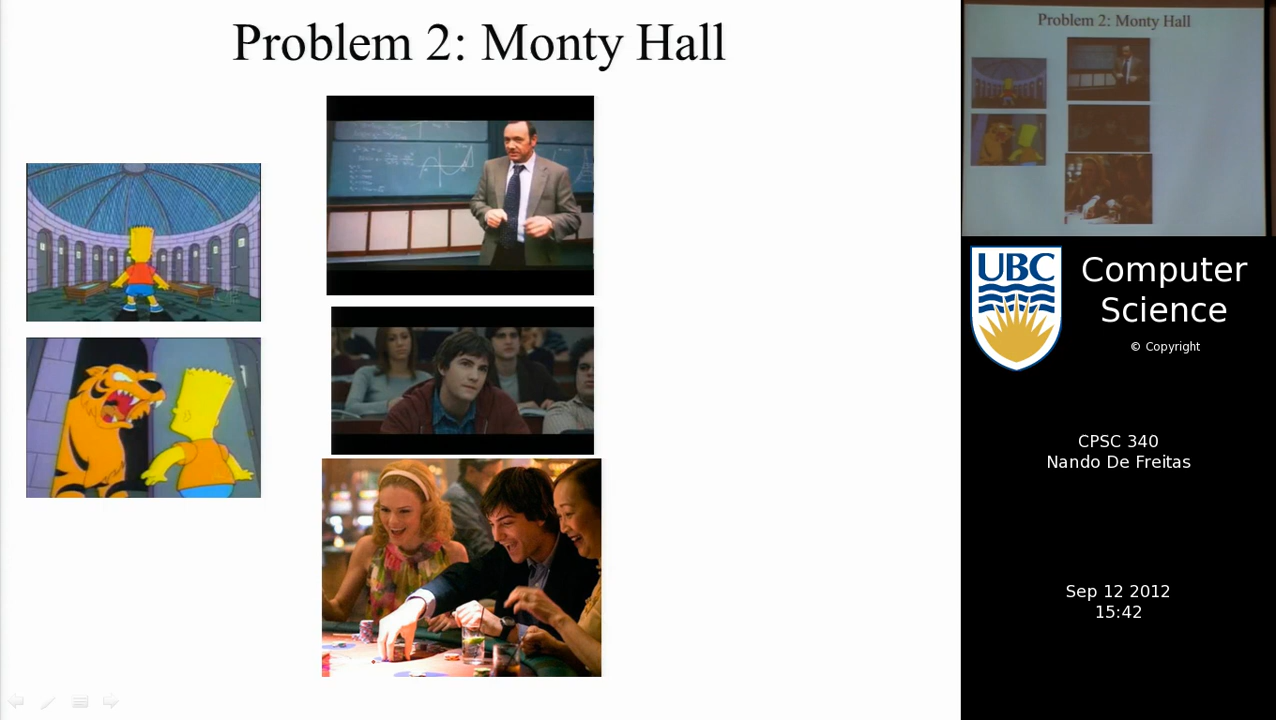 Problem 2: Monty Hall
Problem 2: Monty Hall
UBC
Computer
Science
© Copyright
CPSC 340
Nando De Freitas
Sep 12 2012
15:42